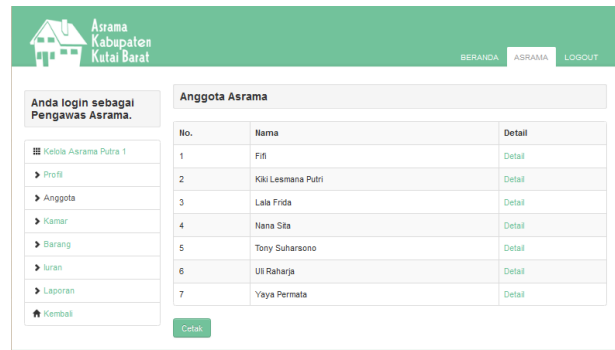 Asrama
Kabupaten
Kutai Barat
BERANDA ASRAMA LOGOUT
Anda login sebagai
Pengawas Asrama.
Kelola Asrama Putra 1
Profil
Anggota
Kamar
Barang
Iuran
Laporan
Kembali
Anggota Asrama
No. Nama Detail
1 Fifi Detail
2 Kiki Lesmana Putri Detail
3 Lala Frida Detail
4 Nana Sita Detail
5 Tony Suharsono Detail
6 Uli Raharja Detail
7 Yaya Permata Detail
Cetak